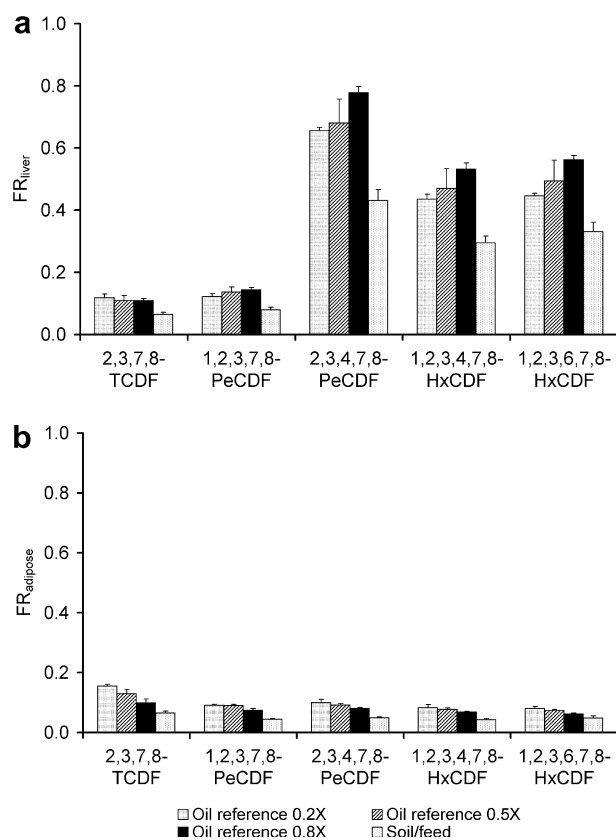 a
1.0
0.8
0.6
0.4
0.2
0.0
FRliver
2,3,7,8- 1,2,3,7,8- 2,3,4,7,8- 1,2,3,4,7,8- 1,2,3,6,7,8-
TCDF PeCDF PeCDF HxCDF HxCDF
b
1.0
0.8
0.6
0.4
0.2
0.0
FRadipose
2,3,7,8- 1,2,3,7,8- 2,3,4,7,8- 1,2,3,4,7,8- 1,2,3,6,7,8-
TCDF PeCDF PeCDF HxCDF HxCDF
Oil reference 0.2X Oil reference 0.5X
Oil reference 0.8X Soil/feed